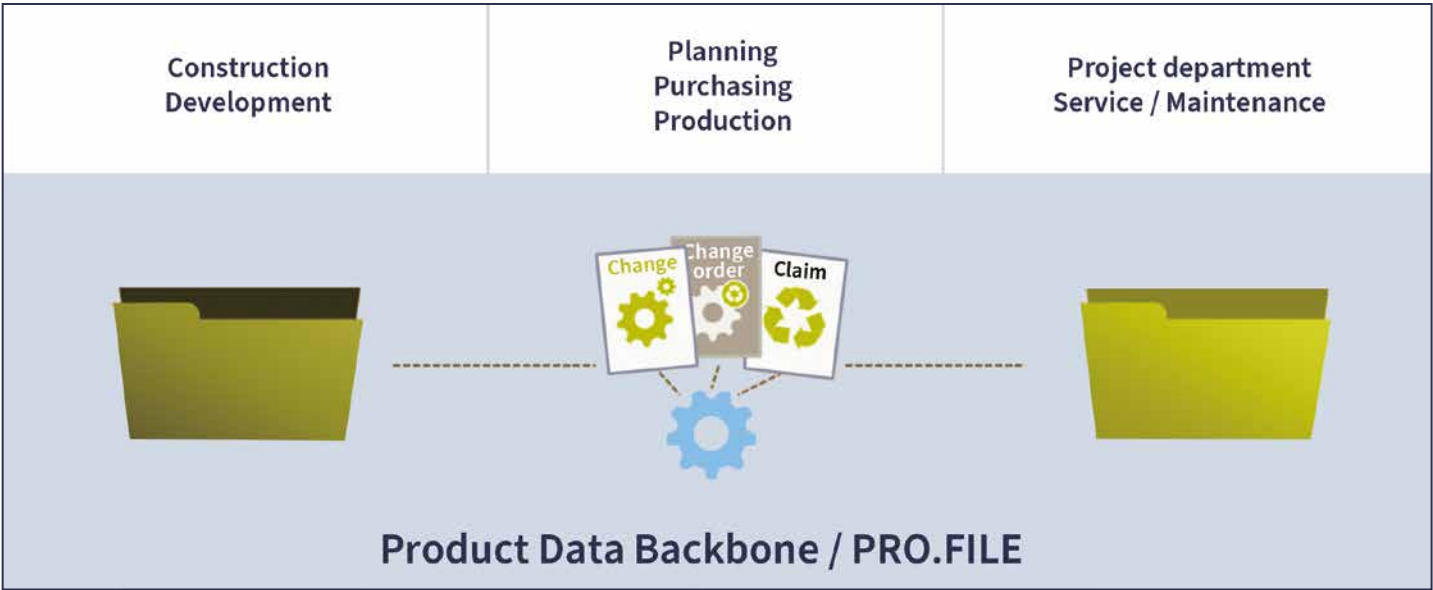 Construction
Development
Planning
Purchasing
Production
Project department
Service / Maintenance
Change
Change
order
Claim
Product Data Backbone / PRO.FILE